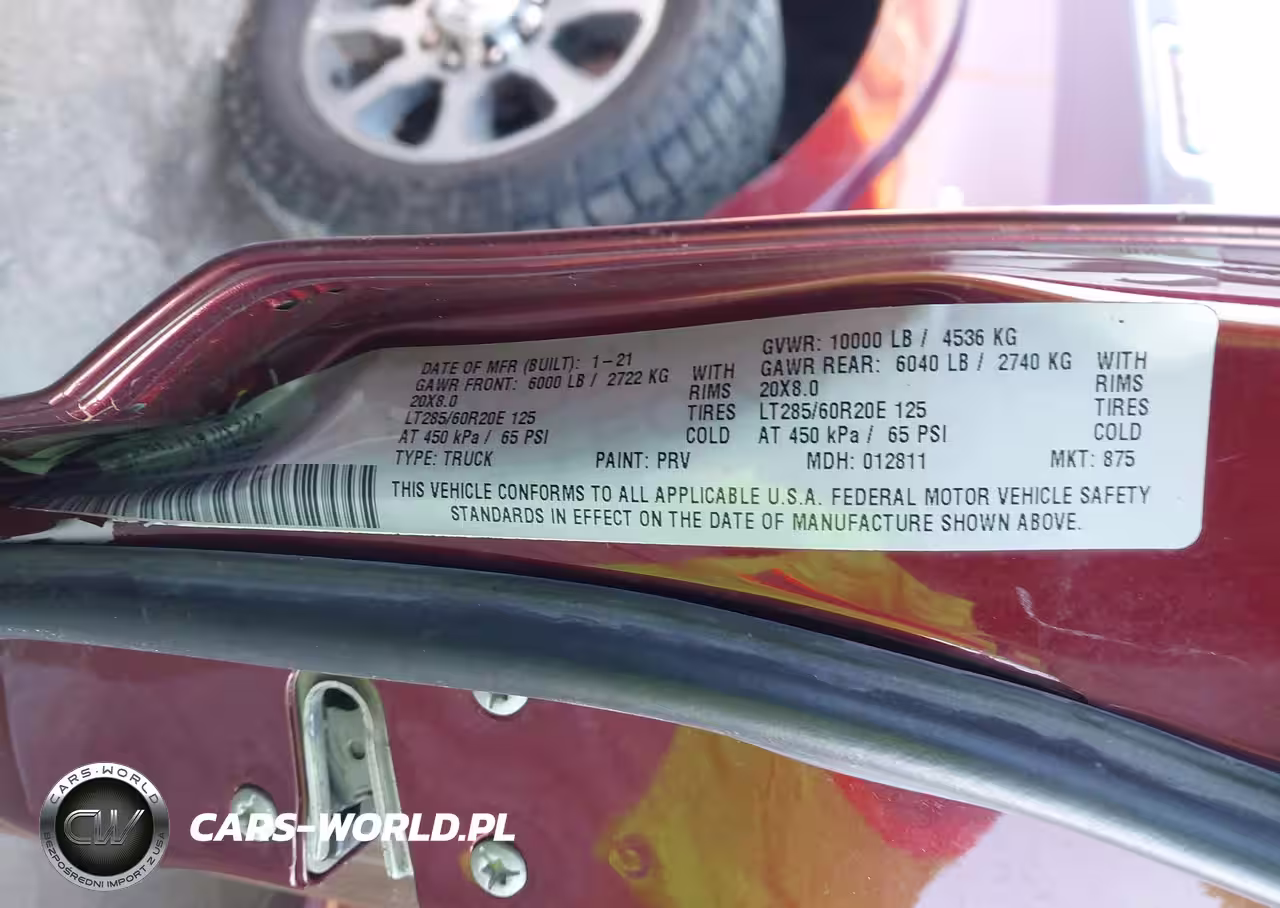 DATE OF MFR (BUILT): 1-21
GAWR FRONT: 6000 LB / 2722 KG WITH
20X8.0 RIMS
LT285/60R20E 125 TIRES
AT 450 kPa / 65 PSI COLD
GVWR: 10000 LB / 4536 KG
GAWR REAR: 6040 LB / 2740 KG WITH
20X8.0 RIMS
LT285/60R20E 125 TIRES
AT 450 kPa / 65 PSI COLD
TYPE: TRUCK PAINT: PRV MDH: 012811 MKT: 875
THIS VEHICLE CONFORMS TO ALL APPLICABLE U.S.A. FEDERAL MOTOR VEHICLE SAFETY
STANDARDS IN EFFECT ON THE DATE OF MANUFACTURE SHOWN ABOVE.
CARS-WORLD
CW
BEZPOŚREDNI IMPORT Z USA
CARS-WORLD.PL